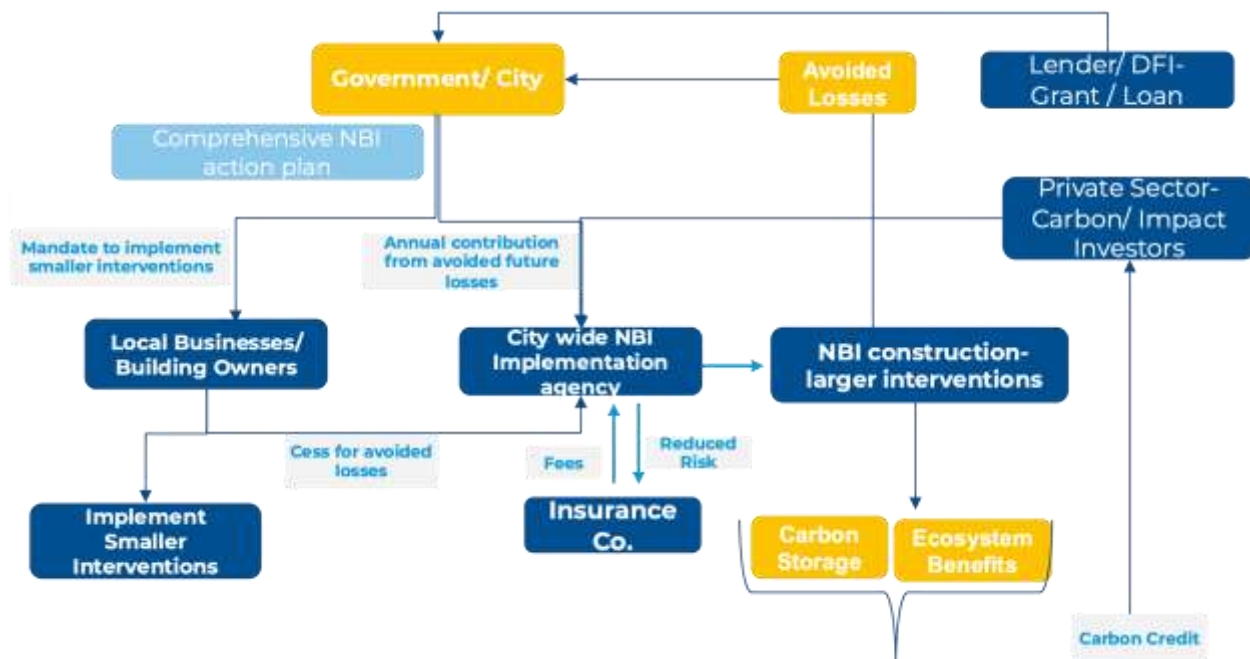 Government/ City
Avoided
Losses
Lender/ DFI-
Grant / Loan
Comprehensive NBI
action plan
Private Sector-
Carbon/ Impact
Investors
Mandate to implement
smaller interventions
Annual contribution
from avoided future
losses
Local Businesses/
Building Owners
City wide NBI
Implementation
agency
NBI construction-
larger interventions
Cess for avoided
losses
Fees
Reduced
Risk
Implement
Smaller
Interventions
Insurance
Co.
Carbon
Storage
Ecosystem
Benefits
Carbon Credit